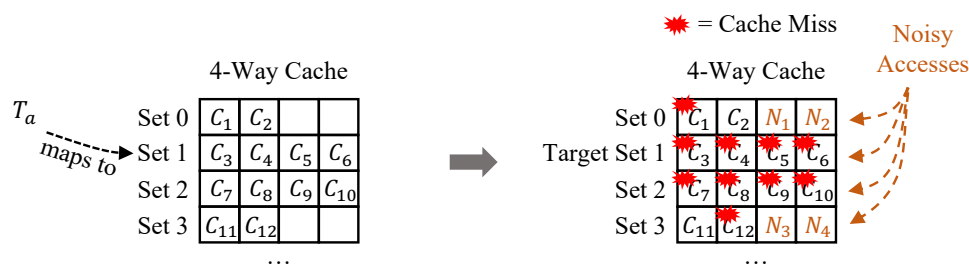 = Cache Miss
Noisy
Accesses
4-Way Cache
4-Way Cache
T_a
maps to
Set 0 C_1 C_2
Set 1 C_3 C_4 C_5 C_6
Set 2 C_7 C_8 C_9 C_10
Set 3 C_11 C_12
...
Set 0 C_1 C_2 N_1 N_2
Target Set 1 C_3 C_4 C_5 C_6
Set 2 C_7 C_8 C_9 C_10
Set 3 C_11 C_12 N_3 N_4
...